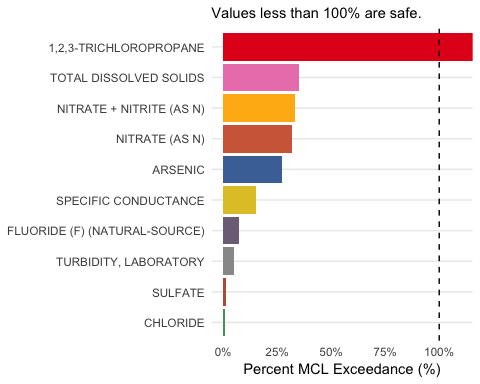 Values less than 100% are safe.
1,2,3-TRICHLOROPROPANE
TOTAL DISSOLVED SOLIDS
NITRATE + NITRITE (AS N)
NITRATE (AS N)
ARSENIC
SPECIFIC CONDUCTANCE
FLUORIDE (F) (NATURAL-SOURCE)
TURBIDITY, LABORATORY
SULFATE
CHLORIDE
0% 25% 50% 75% 100%
Percent MCL Exceedance (%)